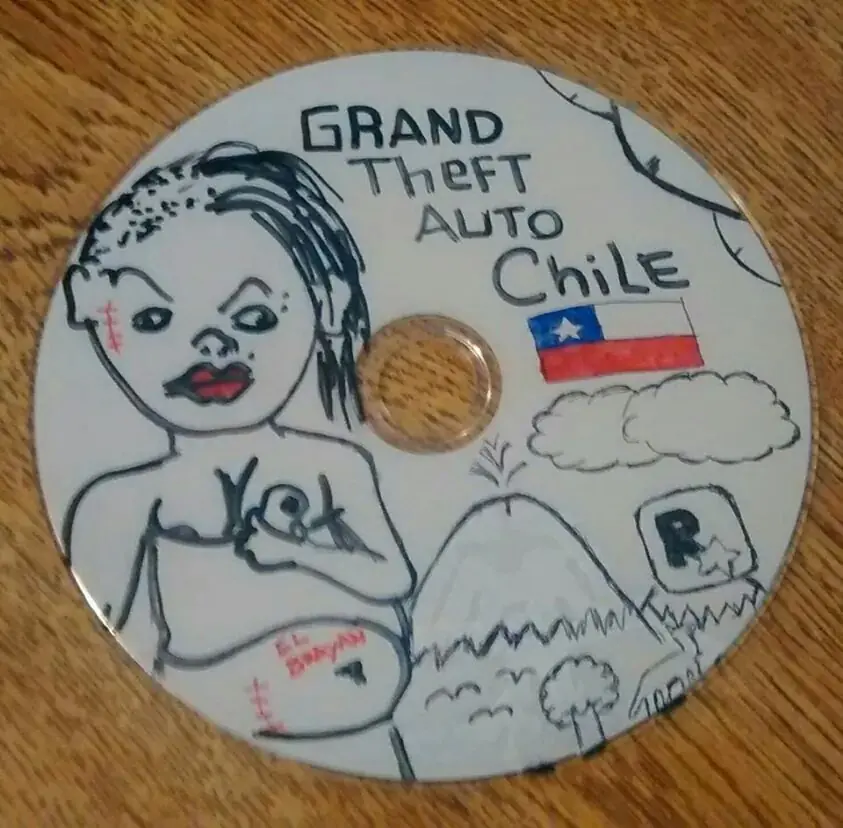 GRAND
Theft
AUTO
ChiLE
R
EL
BRAYAN